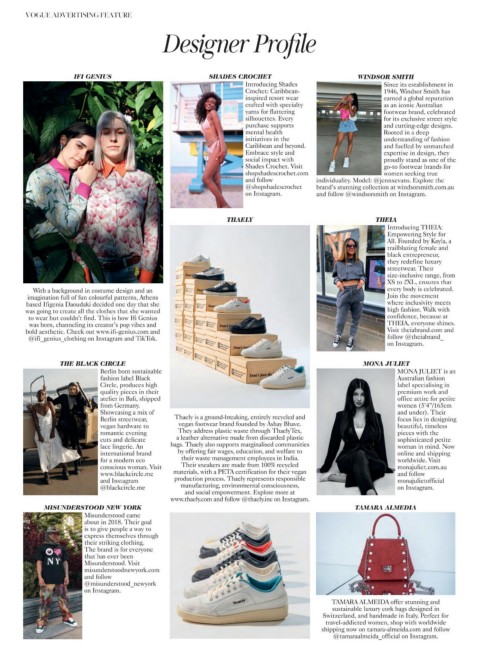 VOGUE ADVERTISING FEATURE
Designer Profile
IFI GENIUS
With a background in costume design and an
imagination full of fun colourful patterns, Athens
based Ifigenia Daoudaki decided one day that she
was going to create all the clothes that she wanted
to wear but couldn't find. This is how Ifi Genius
was born, channeling its creator's pop vibes and
bold aesthetic. Check out www.ifi-genius.com and
@ifi_genius_clothing on Instagram and TikTok.
SHADES CROCHET
Introducing Shades
Crochet: Caribbean-
inspired resort wear
crafted with specialty
yarns for flattering
silhouettes. Every
purchase supports
mental health
initiatives in the
Caribbean and beyond.
Embrace style and
social impact with
Shades Crochet. Visit
shopshadescrochet.com
and follow
@shopshadescrochet
on Instagram.
WINDSOR SMITH
Since its establishment in
1946, Windsor Smith has
earned a global reputation
as an iconic Australian
footwear brand, celebrated
for its exclusive street style
and cutting-edge designs.
Rooted in a deep
understanding of fashion
and fuelled by unmatched
expertise in design, they
proudly stand as one of the
go-to footwear brands for
women seeking true
individuality. Model: @jennsevans. Explore the
brand's stunning collection at windsorsmith.com.au
and follow @windsorsmith on Instagram.
THAELY
Thaely is a ground-breaking, entirely recycled and
vegan footwear brand founded by Ashay Bhave.
They address plastic waste through ThaelyTex,
a leather alternative made from discarded plastic
bags. Thaely also supports marginalised communities
by offering fair wages, education, and welfare to
their waste management employees in India.
Their sneakers are made from 100% recycled
materials, with a PETA certification for their vegan
production process. Thaely represents responsible
manufacturing, environmental consciousness,
and social empowerment. Explore more at
www.thaely.com and follow @thaely.inc on Instagram.
THEIA
Introducing THEIA:
Empowering Style for
All. Founded by Kayla, a
trailblazing female and
black entrepreneur,
they redefine luxury
streetwear. Their
size-inclusive range, from
XS to 2XL, ensures that
every body is celebrated.
Join the movement
where inclusivity meets
high fashion. Walk with
confidence, because at
THEIA, everyone shines.
Visit theiabrand.com
and follow
@theiabrand_
on Instagram.
THE BLACK CIRCLE
Berlin born sustainable
fashion label Black
Circle, produces high
quality pieces in their
atelier in Bali, shipped
from Germany.
Showcasing a mix of
Berlin streetwear,
vegan hardware to
romantic evening
cuts and delicate
lace lingerie. An
international brand
for a modern eco
conscious woman. Visit
www.blackcircle.me
and Instagram
@blackcircle.me
MONA JULIET
MONA JULIET is an
Australian fashion
label specialising in
premium work and
office attire for petite
women (5'4"/163cm
and under). Their
focus lies in designing
beautiful, timeless
pieces with the
sophisticated petite
woman in mind. Now
online and shipping
worldwide. Visit
monajuliet.com.au
and follow
monajulietofficial
on Instagram.
MISUNDERSTOOD NEW YORK
Misunderstood came
about in 2018. Their goal
is to give people a way to
express themselves through
their striking clothing.
The brand is for everyone
that has ever been
Misunderstood. Visit
misunderstoodnewyork.com
and follow
@misunderstood_newyork
on Instagram.
NY
TAMARA ALMEDIA
TAMARA ALMEIDA offer stunning and
sustainable luxury cork bags designed in
Switzerland, and handmade in Italy. Perfect for
travel-addicted women, shop with worldwide
shipping now on tamara-almeida.com and follow
@tamaraalmeida_official on Instagram.